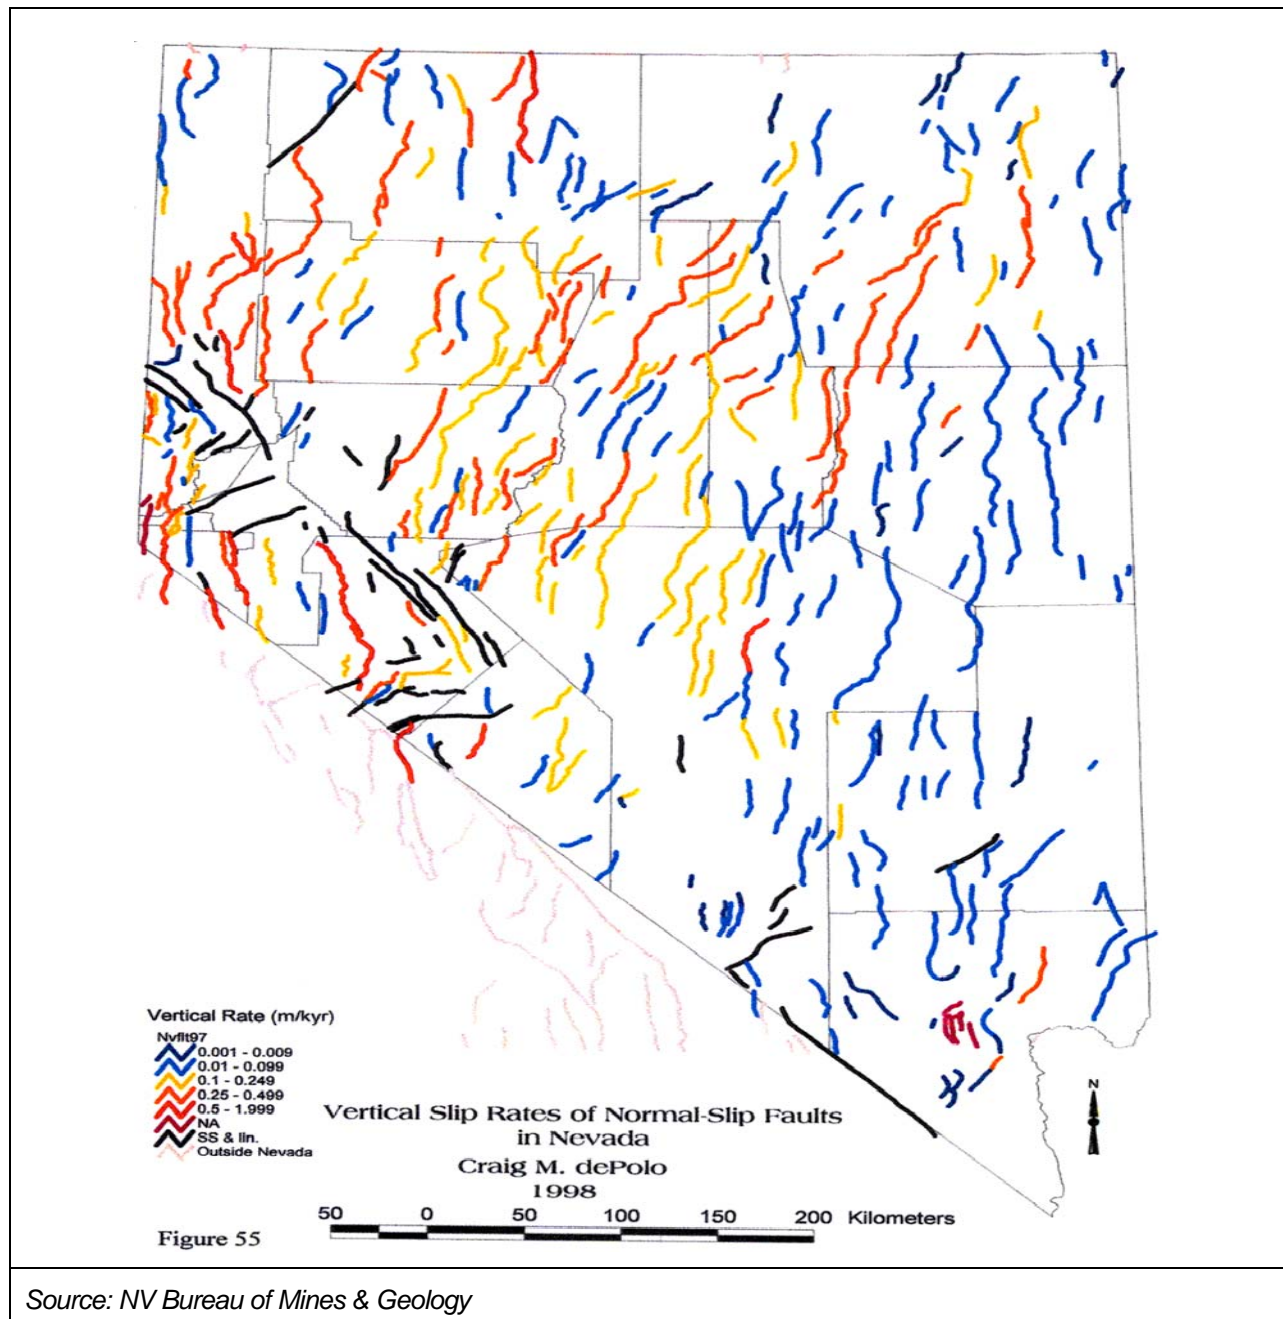 Vertical Rate (m/kyr)
Nvflt97
0.001 - 0.009
0.01 - 0.099
0.1 - 0.249
0.25 - 0.499
0.5 - 1.999
NA
SS & lin.
Outside Nevada
Vertical Slip Rates of Normal-Slip Faults
in Nevada
Craig M. dePolo
1998
N
50 0 50 100 150 200 Kilometers
Figure 55
Source: NV Bureau of Mines & Geology